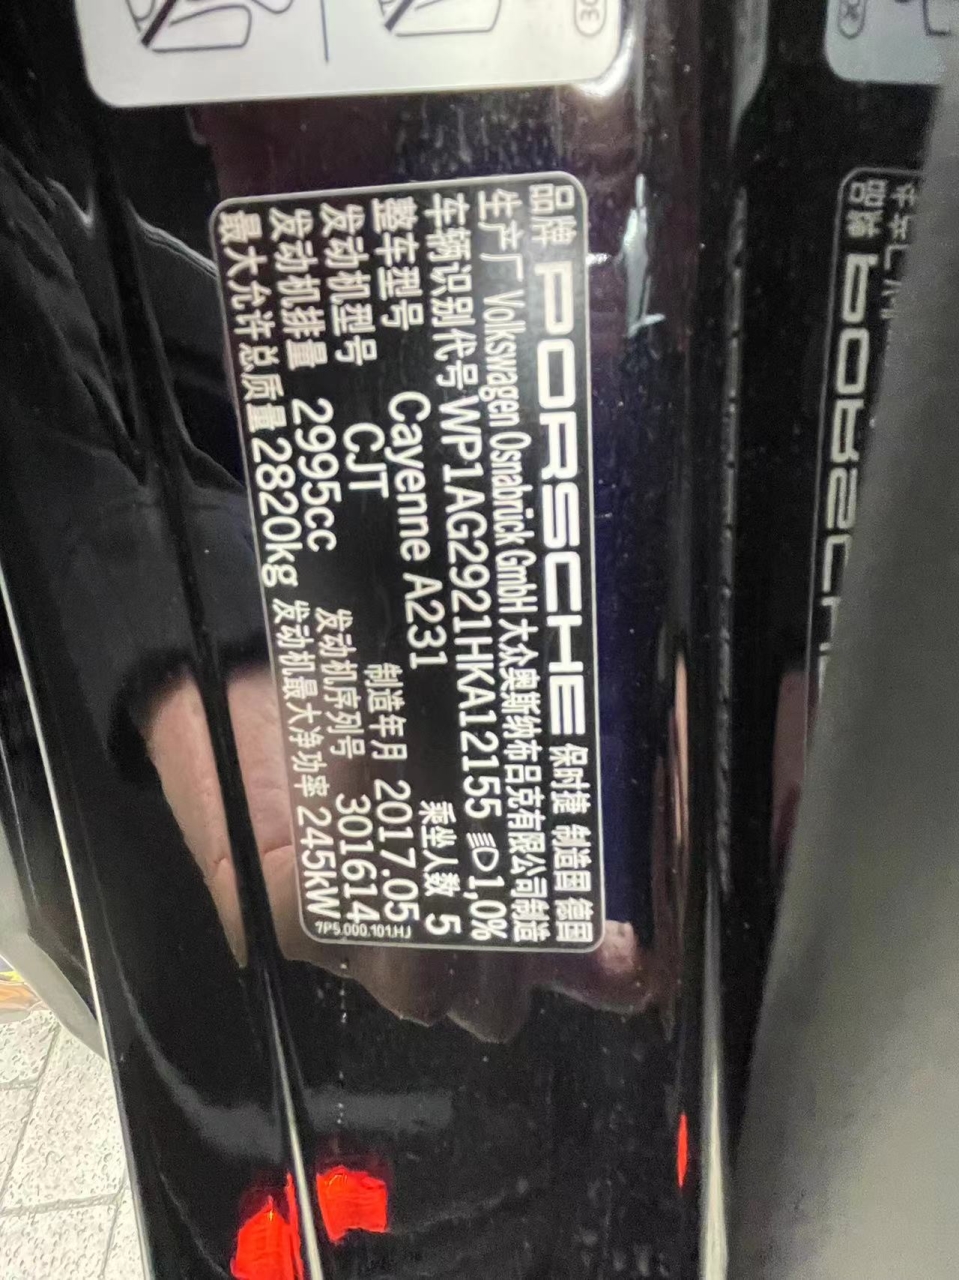 品牌 PORSCHE 保时捷 制造国 德国
生产厂 Volkswagen Osnabrück GmbH 大众奥斯纳布吕克有限公司制造
车辆识别代号 WP1AG2921HKA12155 1,0%
整车型号 Cayenne A231 乘坐人数 5
发动机型号 CJT 制造年月 2017.05
发动机排量 2995cc 发动机序列号 301614
最大允许总质量 2820kg 发动机最大净功率 245kW
7P5.000.101.HJ